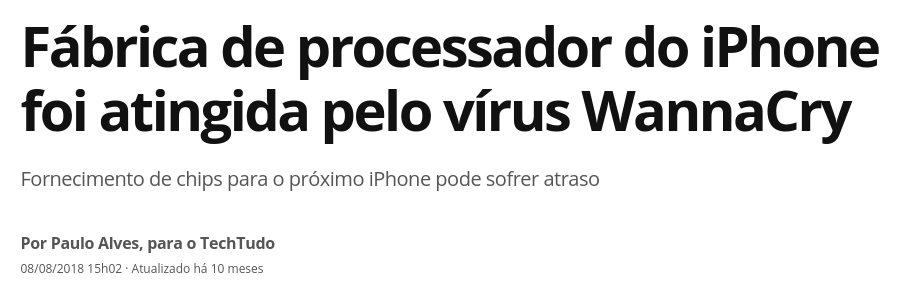 Fábrica de processador do iPhone
foi atingida pelo vírus WannaCry
Fornecimento de chips para o próximo iPhone pode sofrer atraso
Por Paulo Alves, para o TechTudo
08/08/2018 15h02 · Atualizado há 10 meses